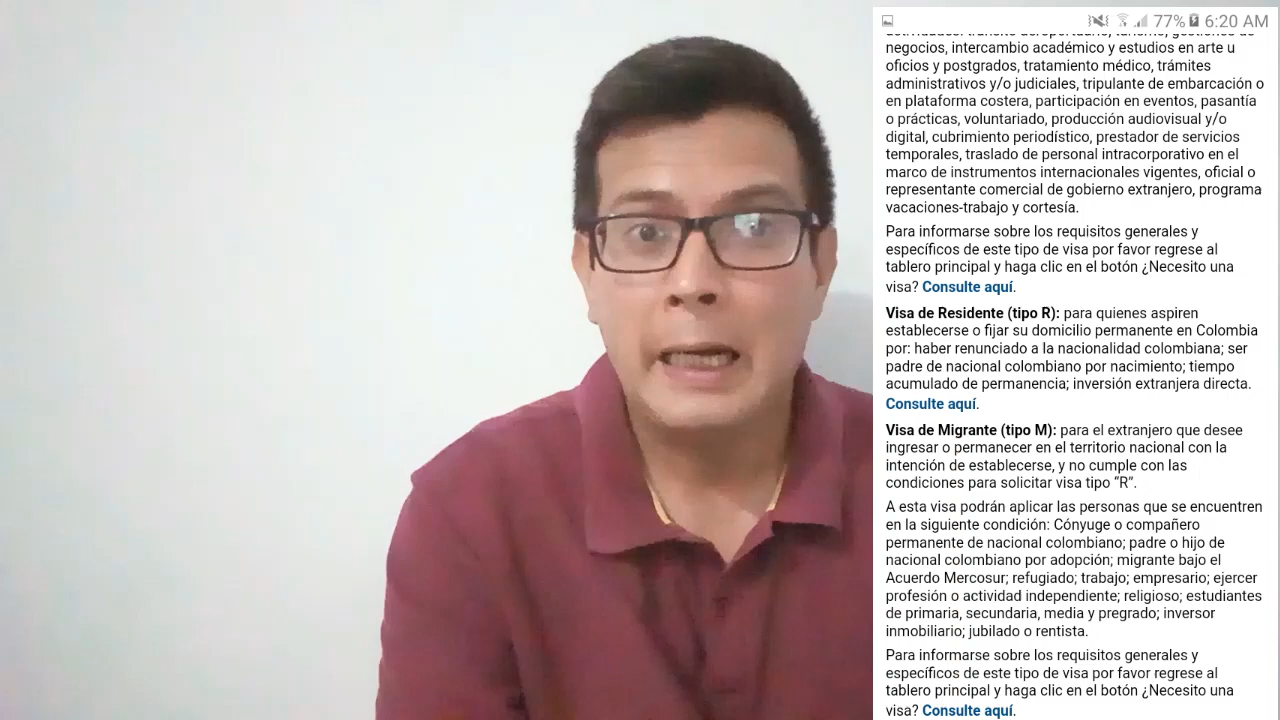 77% 6:20 AM
negocios, intercambio académico y estudios en arte u
oficios y postgrados, tratamiento médico, trámites
administrativos y/o judiciales, tripulante de embarcación o
en plataforma costera, participación en eventos, pasantía
o prácticas, voluntariado, producción audiovisual y/o
digital, cubrimiento periodístico, prestador de servicios
temporales, traslado de personal intracorporativo en el
marco de instrumentos internacionales vigentes, oficial o
representante comercial de gobierno extranjero, programa
vacaciones-trabajo y cortesía.
Para informarse sobre los requisitos generales y
específicos de este tipo de visa por favor regrese al
tablero principal y haga clic en el botón ¿Necesito una
visa? Consulte aquí.
Visa de Residente (tipo R): para quienes aspiren
establecerse o fijar su domicilio permanente en Colombia
por: haber renunciado a la nacionalidad colombiana; ser
padre de nacional colombiano por nacimiento; tiempo
acumulado de permanencia; inversión extranjera directa.
Consulte aquí.
Visa de Migrante (tipo M): para el extranjero que desee
ingresar o permanecer en el territorio nacional con la
intención de establecerse, y no cumple con las
condiciones para solicitar visa tipo “R”.
A esta visa podrán aplicar las personas que se encuentren
en la siguiente condición: Cónyuge o compañero
permanente de nacional colombiano; padre o hijo de
nacional colombiano por adopción; migrante bajo el
Acuerdo Mercosur; refugiado; trabajo; empresario; ejercer
profesión o actividad independiente; religioso; estudiantes
de primaria, secundaria, media y pregrado; inversor
inmobiliario; jubilado o rentista.
Para informarse sobre los requisitos generales y
específicos de este tipo de visa por favor regrese al
tablero principal y haga clic en el botón ¿Necesito una
visa? Consulte aquí.